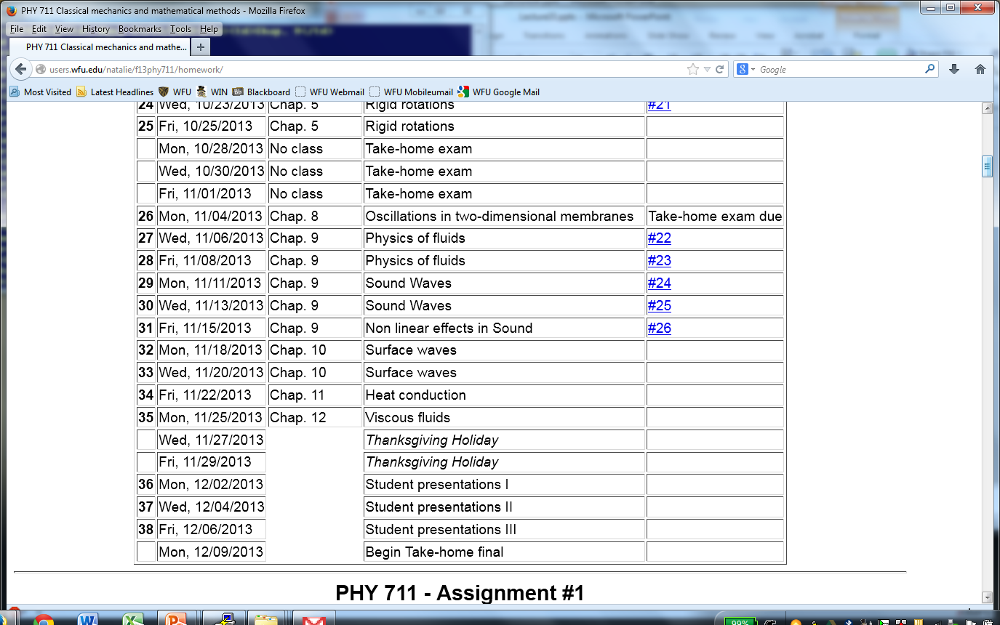 PHY 711 Classical mechanics and mathematical methods - Mozilla Firefox
File Edit View History Bookmarks Tools Help
PHY 711 Classical mechanics and mathe... +
users.wfu.edu/natalie/f13phy711/homework/ Google
Most Visited Latest Headlines WFU WIN Blackboard WFU Webmail WFU Mobileumail WFU Google Mail
24 Wed, 10/23/2013 Chap. 5 Rigid rotations #21
25 Fri, 10/25/2013 Chap. 5 Rigid rotations
Mon, 10/28/2013 No class Take-home exam
Wed, 10/30/2013 No class Take-home exam
Fri, 11/01/2013 No class Take-home exam
26 Mon, 11/04/2013 Chap. 8 Oscillations in two-dimensional membranes Take-home exam due
27 Wed, 11/06/2013 Chap. 9 Physics of fluids #22
28 Fri, 11/08/2013 Chap. 9 Physics of fluids #23
29 Mon, 11/11/2013 Chap. 9 Sound Waves #24
30 Wed, 11/13/2013 Chap. 9 Sound Waves #25
31 Fri, 11/15/2013 Chap. 9 Non linear effects in Sound #26
32 Mon, 11/18/2013 Chap. 10 Surface waves
33 Wed, 11/20/2013 Chap. 10 Surface waves
34 Fri, 11/22/2013 Chap. 11 Heat conduction
35 Mon, 11/25/2013 Chap. 12 Viscous fluids
Wed, 11/27/2013 Thanksgiving Holiday
Fri, 11/29/2013 Thanksgiving Holiday
36 Mon, 12/02/2013 Student presentations I
37 Wed, 12/04/2013 Student presentations II
38 Fri, 12/06/2013 Student presentations III
Mon, 12/09/2013 Begin Take-home final
PHY 711 - Assignment #1
99%